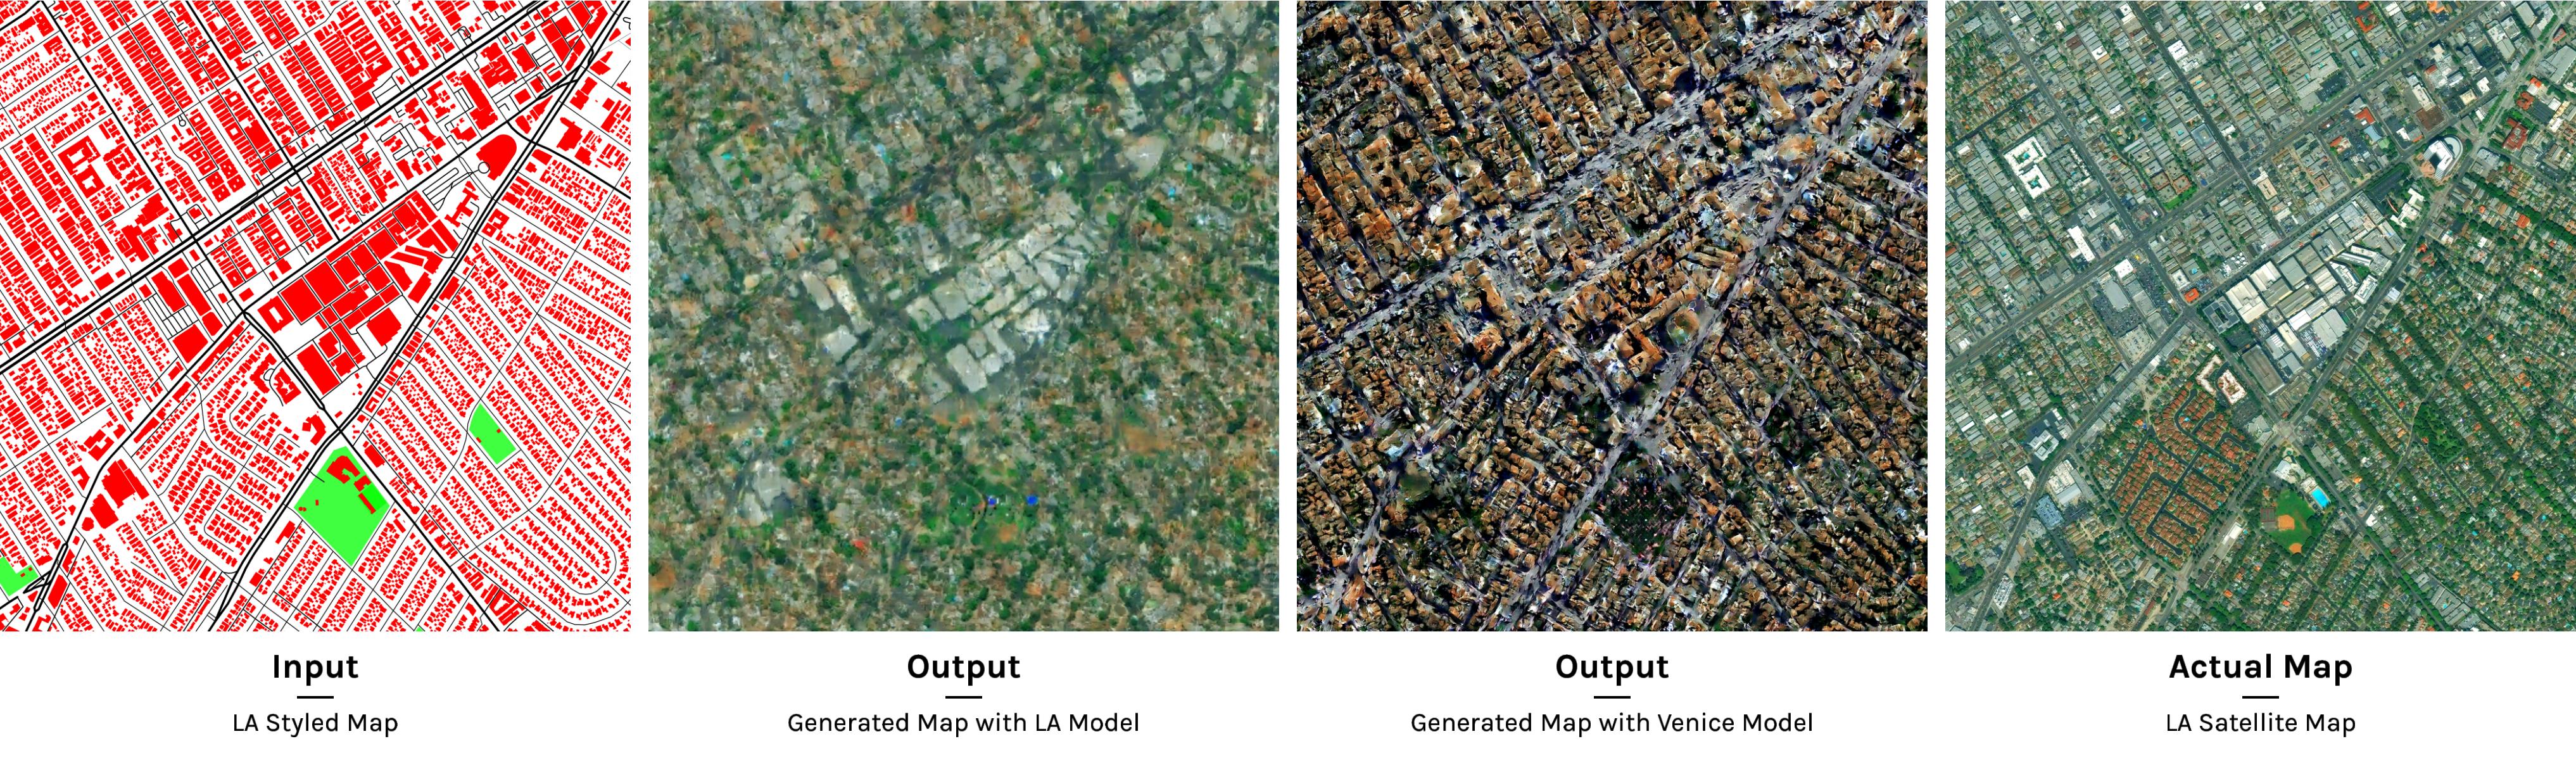 Input
LA Styled Map
Output
Generated Map with LA Model
Output
Generated Map with Venice Model
Actual Map
LA Satellite Map